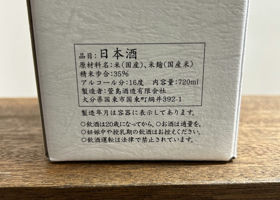 品目:日本酒
原材料名:米(国産)、米麹(国産米)
精米歩合:35%
アルコール分:16度 内容量:720ml
製造者:萱島酒造有限会社
大分県国東市国東町綱井392-1
製造年月は容器に表示してあります。
○飲酒は20歳になってから。○お酒は適量を。
○妊娠中や授乳期の飲酒はお控えください。
○飲酒運転は法律で禁止されています。